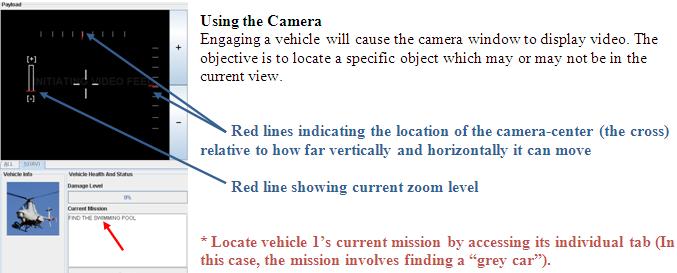 Payload
[+]
INITIATING VIDEO FEED
[-]
+
-
ALL
1(UAV)
Vehicle Info
Vehicle Health And Status
Damage Level
0%
Current Mission
FIND THE SWIMMING POOL
Using the Camera
Engaging a vehicle will cause the camera window to display video. The
objective is to locate a specific object which may or may not be in the
current view.
Red lines indicating the location of the camera-center (the cross)
relative to how far vertically and horizontally it can move
Red line showing current zoom level
* Locate vehicle 1’s current mission by accessing its individual tab (In
this case, the mission involves finding a “grey car”).